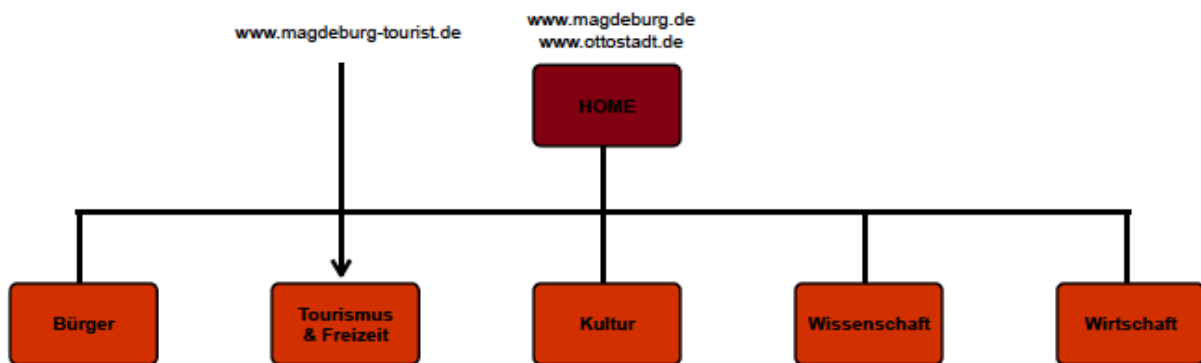 www.magdeburg-tourist.de
www.magdeburg.de
www.ottostadt.de
HOME
Bürger
Tourismus
& Freizeit
Kultur
Wissenschaft
Wirtschaft